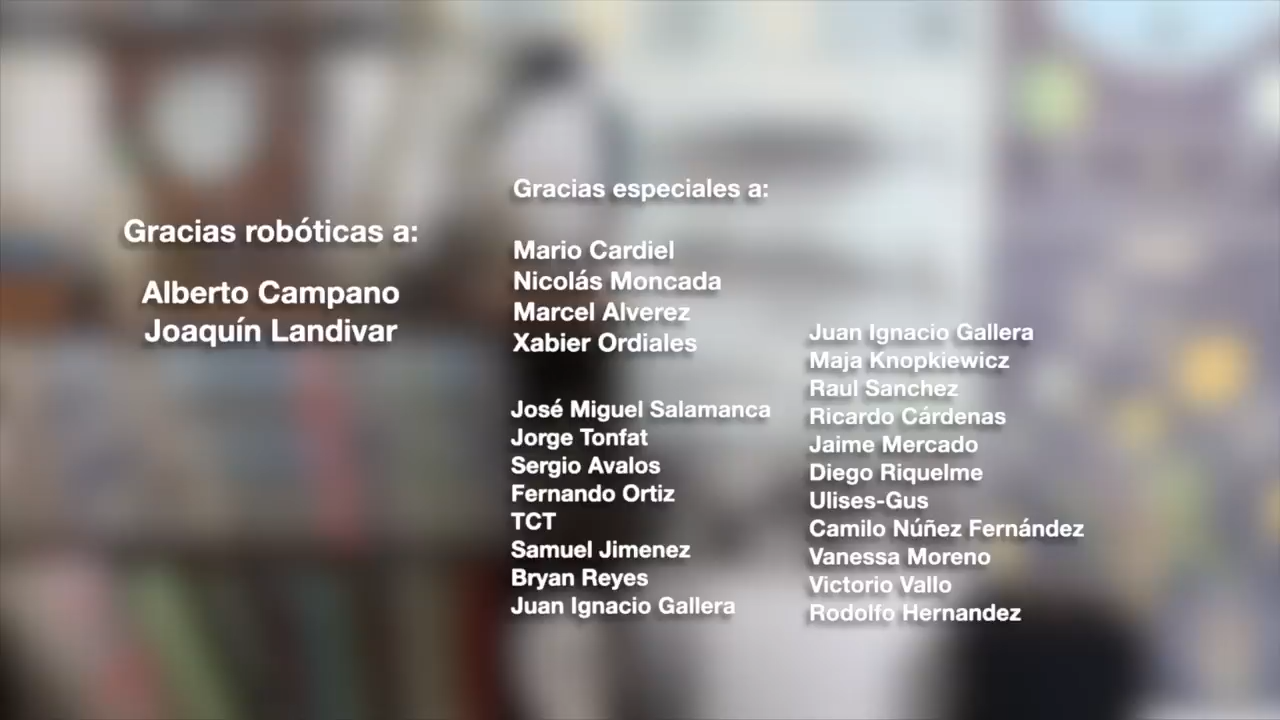 Gracias robóticas a:
Alberto Campano
Joaquín Landivar
Gracias especiales a:
Mario Cardiel
Nicolás Moncada
Marcel Alverez
Xabier Ordiales
José Miguel Salamanca
Jorge Tonfat
Sergio Avalos
Fernando Ortiz
TCT
Samuel Jimenez
Bryan Reyes
Juan Ignacio Gallera
Juan Ignacio Gallera
Maja Knopkiewicz
Raul Sanchez
Ricardo Cárdenas
Jaime Mercado
Diego Riquelme
Ulises-Gus
Camilo Núñez Fernández
Vanessa Moreno
Victorio Vallo
Rodolfo Hernandez